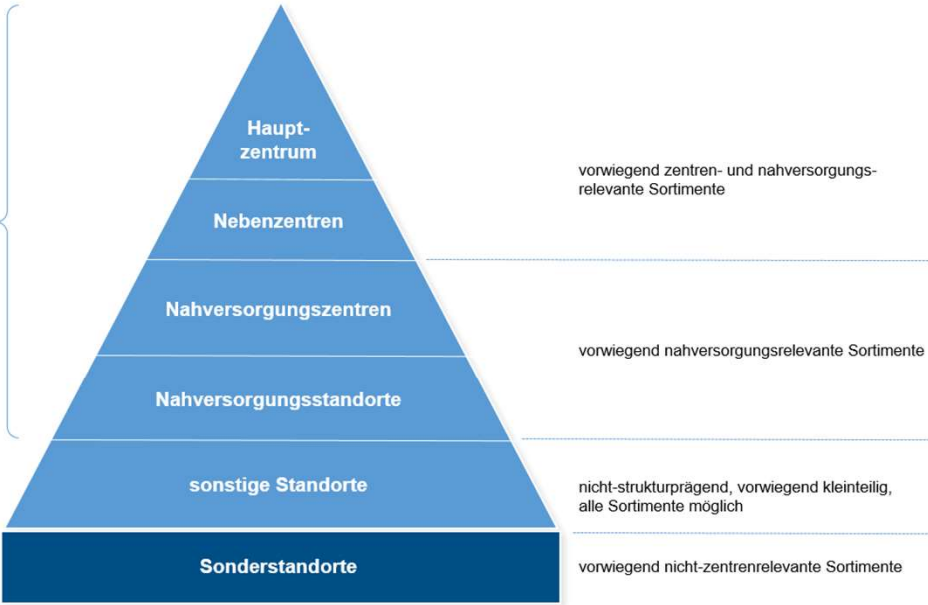 Haupt-
zentrum
vorwiegend zentren- und nahversorgungs-
relevante Sortimente
Nebenzentren
Nahversorgungszentren
vorwiegend nahversorgungsrelevante Sortimente
Nahversorgungsstandorte
sonstige Standorte
nicht-strukturprägend, vorwiegend kleinteilig,
alle Sortimente möglich
Sonderstandorte
vorwiegend nicht-zentrenrelevante Sortimente